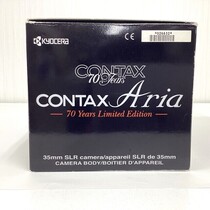 KYOCERA
CE
CONTAX
70 Years
CONTAX Aria
70 Years Limited Edition
35mm SLR camera/appareil SLR de 35mm
CAMERA BODY/BOÎTIER D'APPAREIL